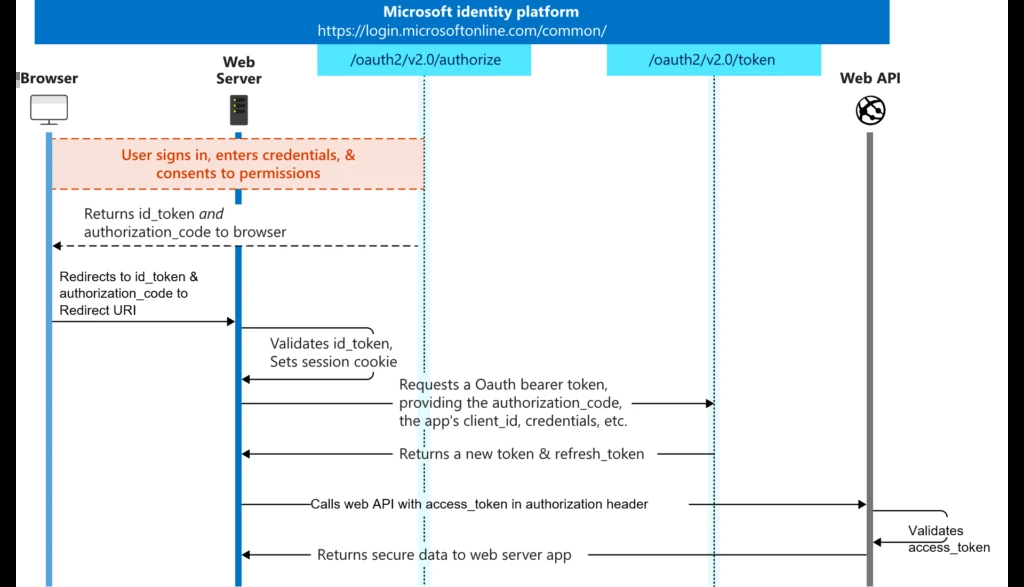 Microsoft identity platform
https://login.microsoftonline.com/common/
/oauth2/v2.0/authorize
/oauth2/v2.0/token
Browser
Web
Server
Web API
User signs in, enters credentials, &
consents to permissions
Returns id_token and
authorization_code to browser
Redirects to id_token &
authorization_code to
Redirect URI
Validates id_token,
Sets session cookie
Requests a Oauth bearer token,
providing the authorization_code,
the app's client_id, credentials, etc.
Returns a new token & refresh_token
Calls web API with access_token in authorization header
Validates
access_token
Returns secure data to web server app